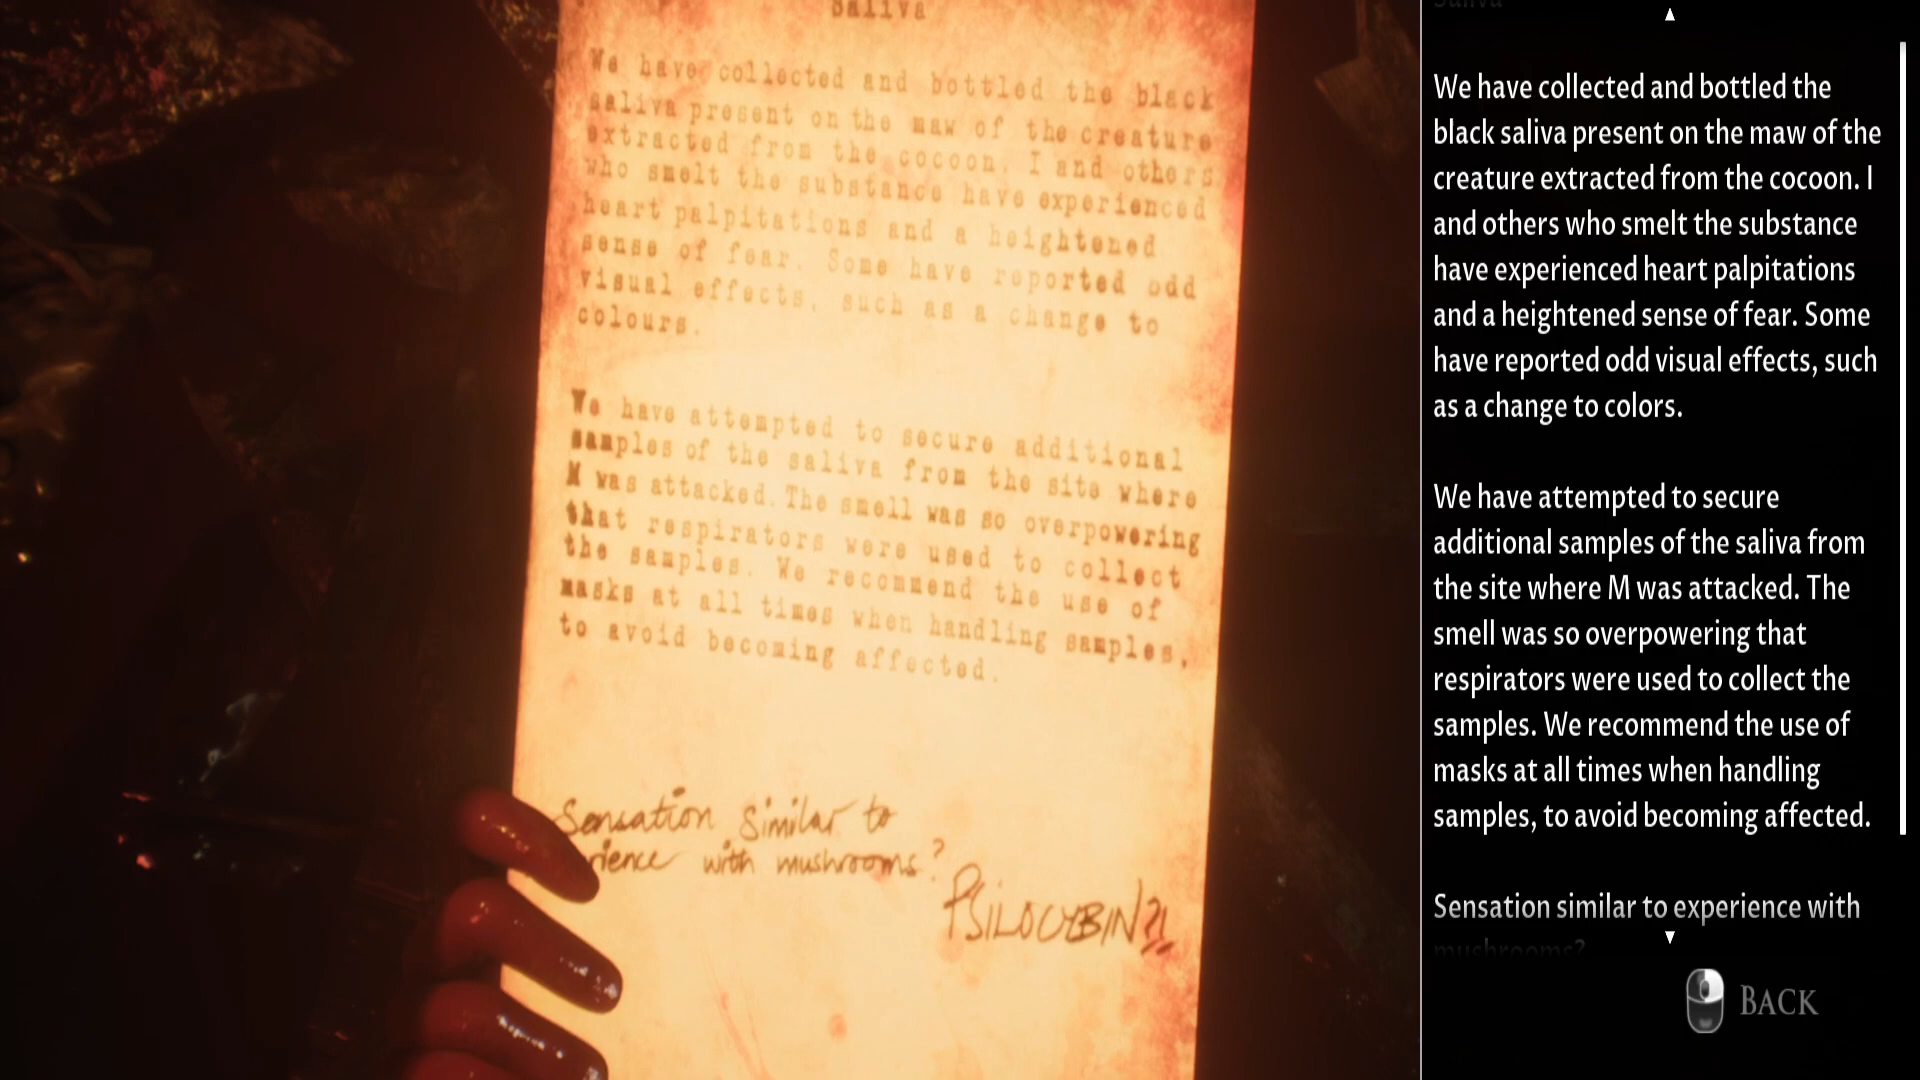 Saliva
We have collected and bottled the black
saliva present on the maw of the creature
extracted from the cocoon. I and others
who smelt the substance have experienced
heart palpitations and a heightened
sense of fear. Some have reported odd
visual effects, such as a change to
colours.
We have attempted to secure additional
samples of the saliva from the site where
M was attacked. The smell was so overpowering
that respirators were used to collect
the samples. We recommend the use of
masks at all times when handling samples,
to avoid becoming affected.
Sensation similar to
rience with mushrooms?
PSILOCYBIN?!
Saliva
We have collected and bottled the
black saliva present on the maw of the
creature extracted from the cocoon. I
and others who smelt the substance
have experienced heart palpitations
and a heightened sense of fear. Some
have reported odd visual effects, such
as a change to colors.
We have attempted to secure
additional samples of the saliva from
the site where M was attacked. The
smell was so overpowering that
respirators were used to collect the
samples. We recommend the use of
masks at all times when handling
samples, to avoid becoming affected.
Sensation similar to experience with
mushrooms?
BACK